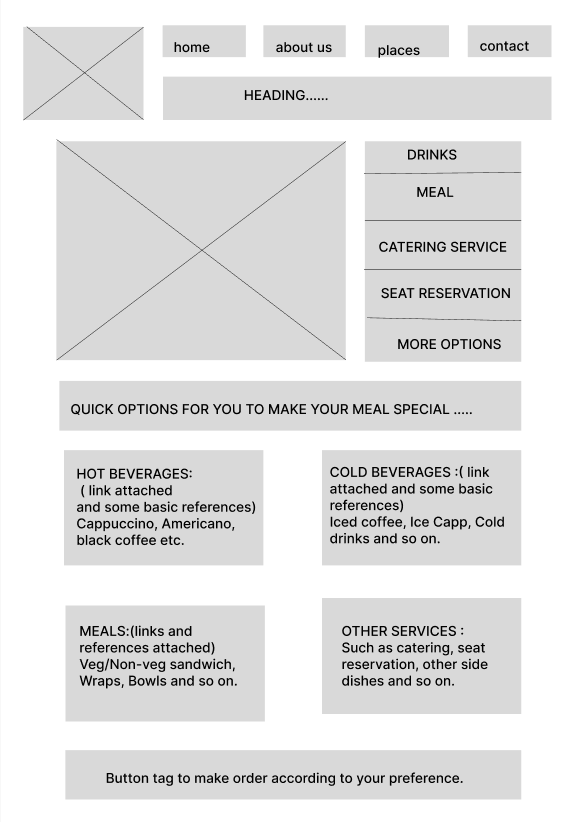 home
about us
places
contact
HEADING......
DRINKS
MEAL
CATERING SERVICE
SEAT RESERVATION
MORE OPTIONS
QUICK OPTIONS FOR YOU TO MAKE YOUR MEAL SPECIAL .....
HOT BEVERAGES:
( link attached
and some basic references)
Cappuccino, Americano,
black coffee etc.
COLD BEVERAGES :( link
attached and some basic
references)
Iced coffee, Ice Capp, Cold
drinks and so on.
MEALS:(links and
references attached)
Veg/Non-veg sandwich,
Wraps, Bowls and so on.
OTHER SERVICES :
Such as catering, seat
reservation, other side
dishes and so on.
Button tag to make order according to your preference.